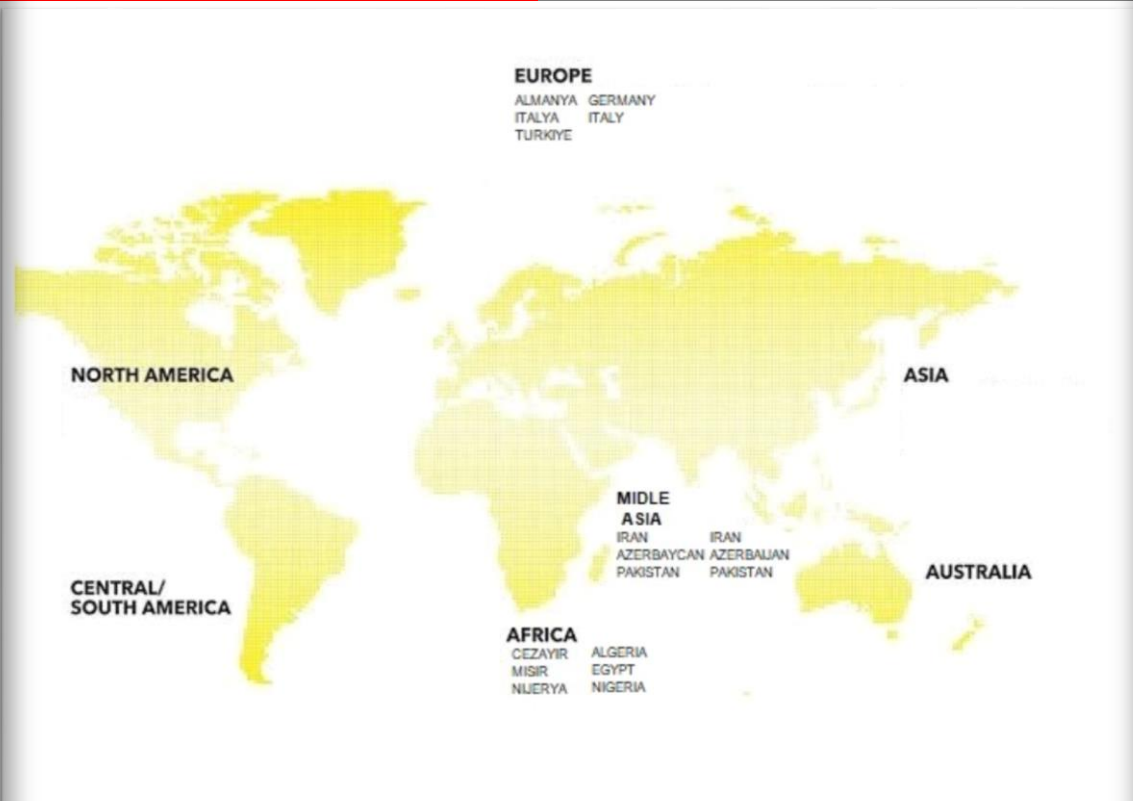 EUROPE
ALMANYA GERMANY
ITALYA ITALY
TURKIYE
NORTH AMERICA
ASIA
MIDLE
ASIA
IRAN IRAN
AZERBAYCAN AZERBAIJAN
PAKISTAN PAKISTAN
AUSTRALIA
CENTRAL/
SOUTH AMERICA
AFRICA
CEZAYIR ALGERIA
MISIR EGYPT
NIJERYA NIGERIA